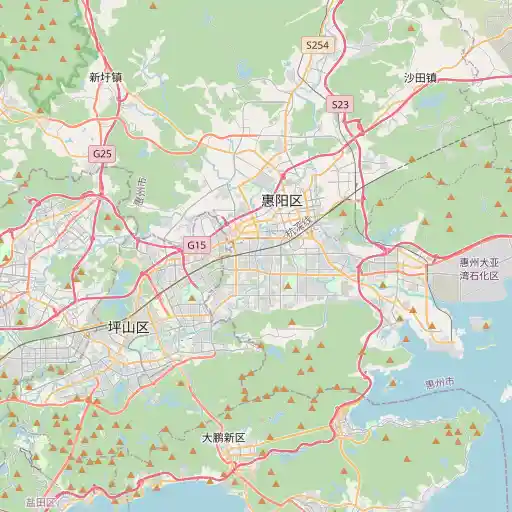 S254
新圩镇
沙田镇
S23
G25
惠州市
惠阳区
杭深线
G15
惠州大亚
湾石化区
坪山区
惠州市
大鹏新区
盐田区